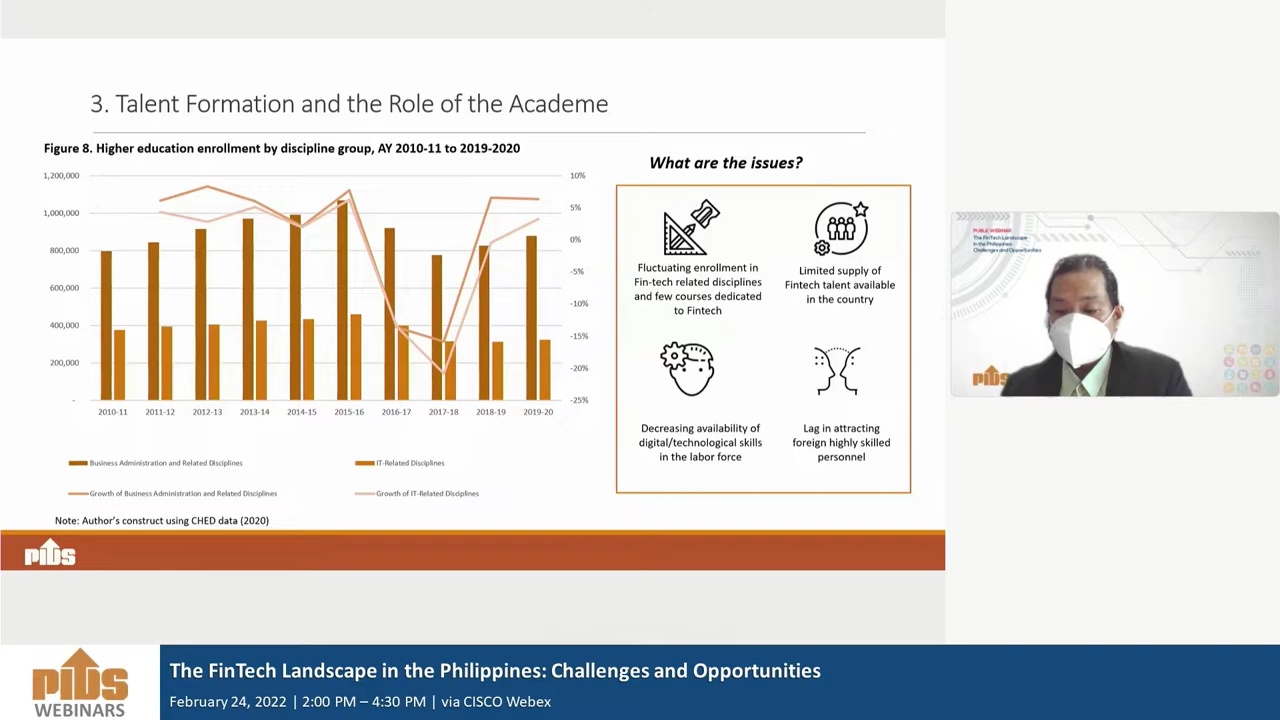 3. Talent Formation and the Role of the Academe
Figure 8. Higher education enrollment by discipline group, AY 2010-11 to 2019-2020
1,200,000
1,000,000
800,000
600,000
400,000
200,000
-
10%
5%
0%
-5%
-10%
-15%
-20%
-25%
2010-11 2011-12 2012-13 2013-14 2014-15 2015-16 2016-17 2017-18 2018-19 2019-20
Business Administration and Related Disciplines
IT-Related Disciplines
Growth of Business Administration and Related Disciplines
Growth of IT-Related Disciplines
Note: Author's construct using CHED data (2020)
What are the issues?
Fluctuating enrollment in
Fin-tech related disciplines
and few courses dedicated
to Fintech
Limited supply of
Fintech talent available
in the country
Decreasing availability of
digital/technological skills
in the labor force
Lag in attracting
foreign highly skilled
personnel
PIDS
PUBLIC WEBINAR
The FinTech Landscape
in the Philippines:
Challenges and Opportunities
PIDS
PIDS
WEBINARS
The FinTech Landscape in the Philippines: Challenges and Opportunities
February 24, 2022 | 2:00 PM – 4:30 PM | via CISCO Webex